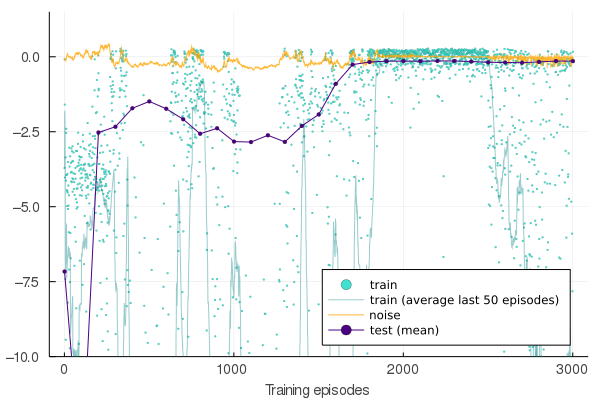 0.0
−2.5
−5.0
−7.5
−10.0
0
1000
2000
3000
Training episodes
train
train (average last 50 episodes)
noise
test (mean)